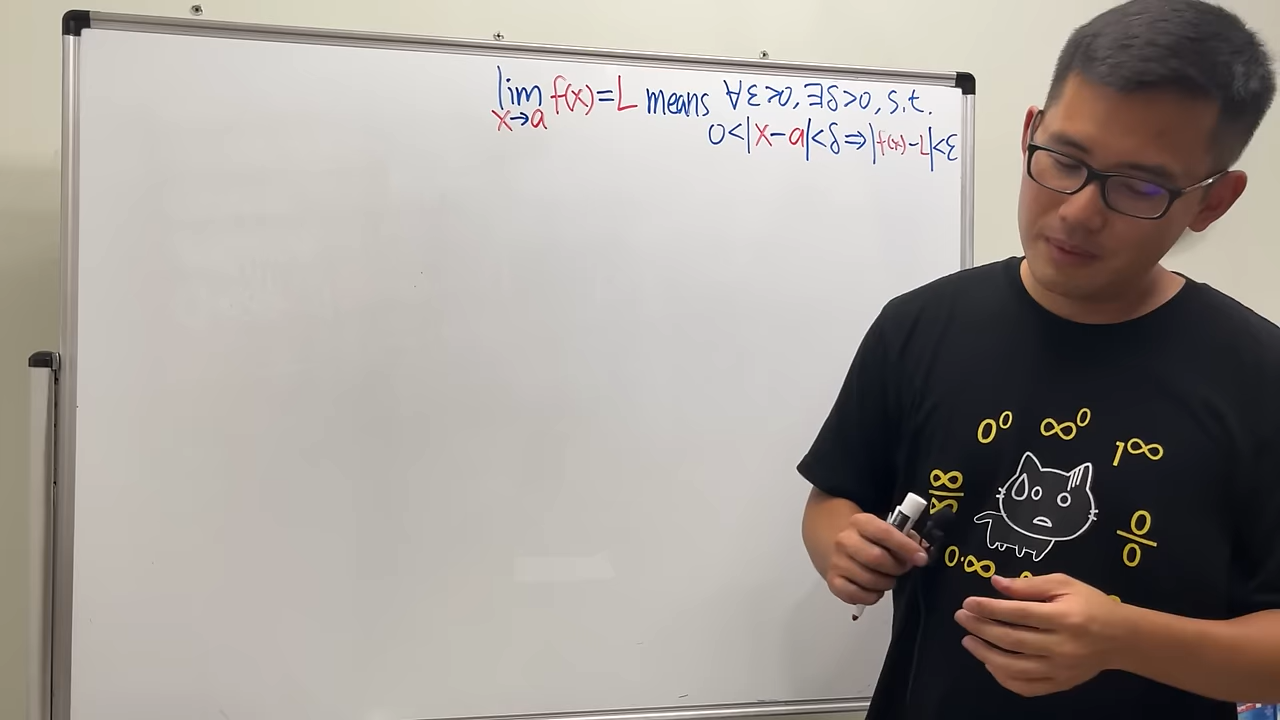 lim f(x)=L means ∀ε>0, ∃δ>0, s.t.
x→a
0<|x-a|<δ ⇒ |f(x)-L|<ε
0⁰ ∞⁰ 1^∞
∞/∞
0/0
0·∞